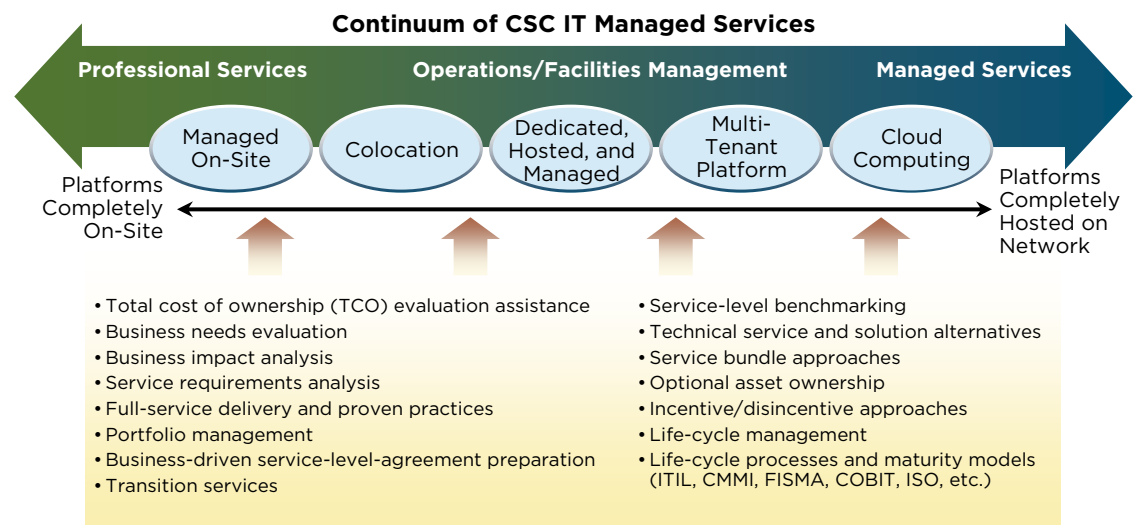 Continuum of CSC IT Managed Services
Professional Services
Operations/Facilities Management
Managed Services
Managed
On-Site
Colocation
Dedicated,
Hosted, and
Managed
Multi-
Tenant
Platform
Cloud
Computing
Platforms
Completely
On-Site
Platforms
Completely
Hosted on
Network
• Total cost of ownership (TCO) evaluation assistance
• Business needs evaluation
• Business impact analysis
• Service requirements analysis
• Full-service delivery and proven practices
• Portfolio management
• Business-driven service-level-agreement preparation
• Transition services
• Service-level benchmarking
• Technical service and solution alternatives
• Service bundle approaches
• Optional asset ownership
• Incentive/disincentive approaches
• Life-cycle management
• Life-cycle processes and maturity models
(ITIL, CMMI, FISMA, COBIT, ISO, etc.)